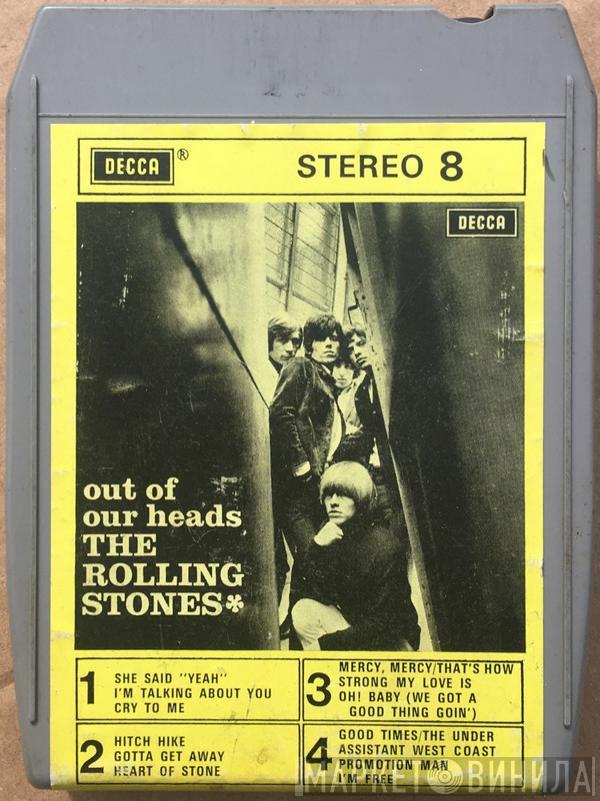 DECCA ®
STEREO 8
DECCA
out of
our heads
THE
ROLLING
STONES*
1
SHE SAID "YEAH"
I'M TALKING ABOUT YOU
CRY TO ME
2
HITCH HIKE
GOTTA GET AWAY
HEART OF STONE
3
MERCY, MERCY/THAT'S HOW
STRONG MY LOVE IS
OH! BABY (WE GOT A
GOOD THING GOIN')
4
GOOD TIMES/THE UNDER
ASSISTANT WEST COAST
PROMOTION MAN
I'M FREE
МАРКЕТ ВИНИЛА